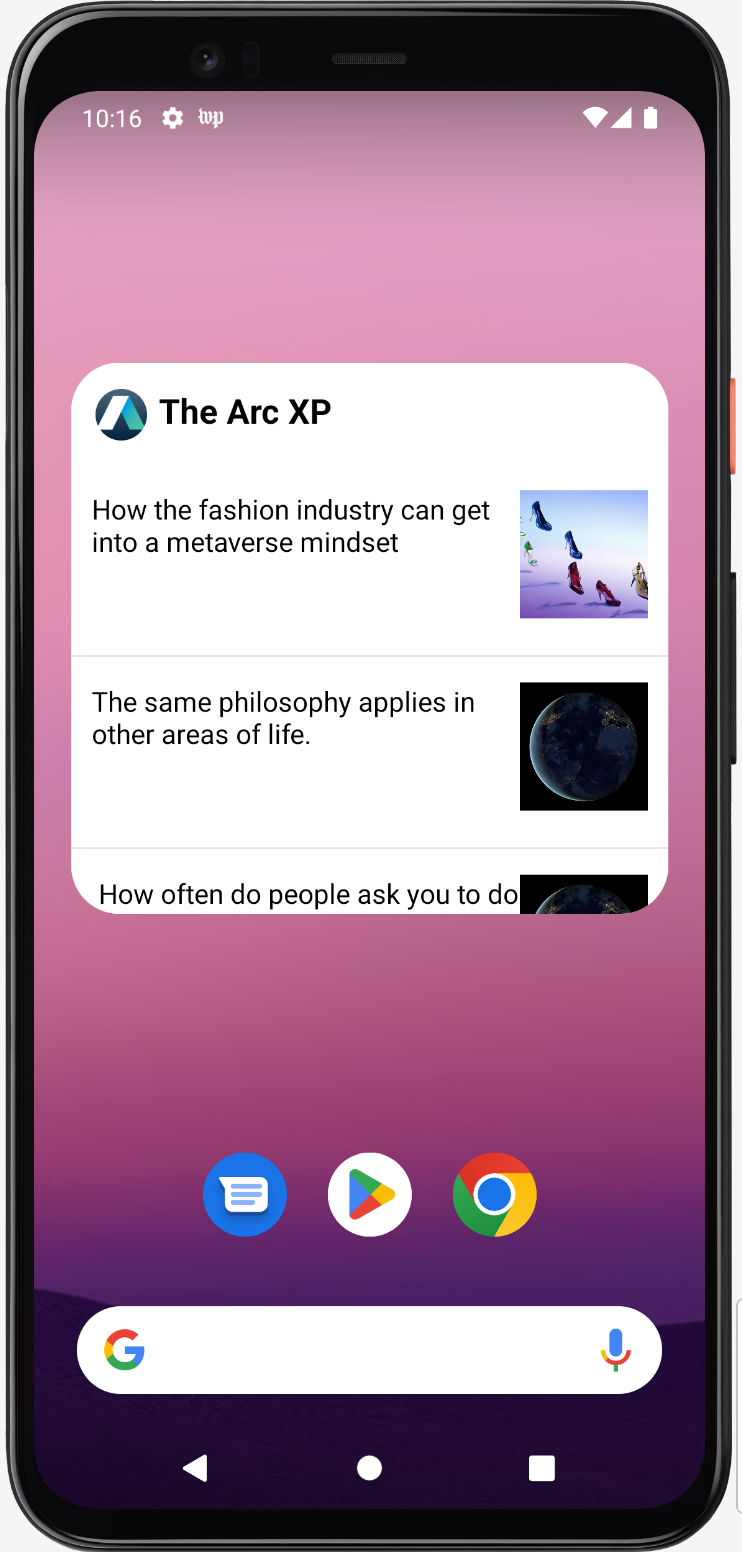 10:16 wp
The Arc XP
How the fashion industry can get
into a metaverse mindset
The same philosophy applies in
other areas of life.
How often do people ask you to do